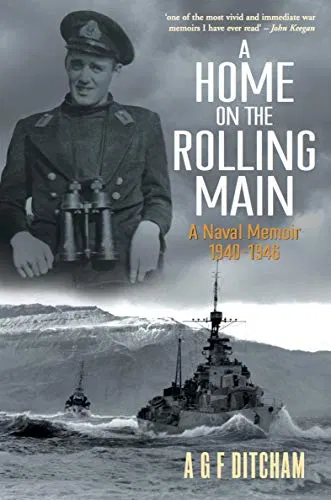 'one of the most vivid and immediate war
memoirs I have ever read' – John Keegan
A
HOME
ON THE
ROLLING
MAIN
A Naval Memoir
1940–1946
A G F DITCHAM